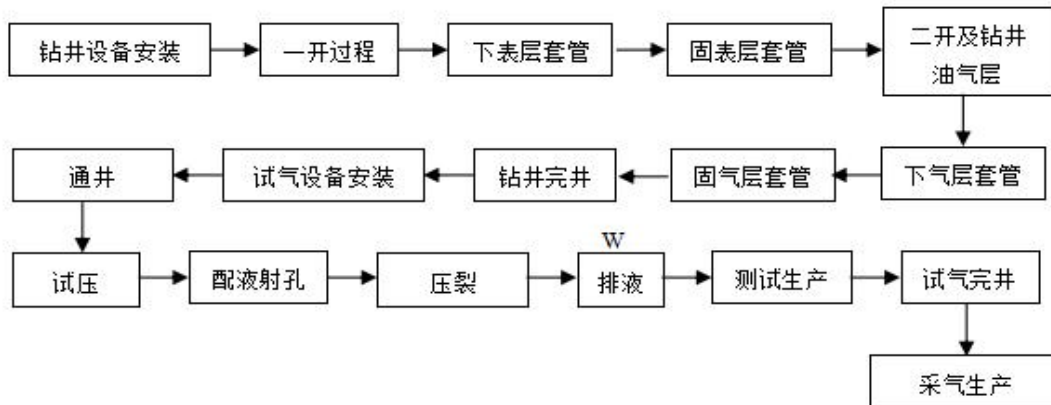 钻井设备安装
一开过程
下表层套管
固表层套管
二开及钻井
油气层
下气层套管
固气层套管
钻井完井
试气设备安装
通井
试压
配液射孔
压裂
W
排液
测试生产
试气完井
采气生产